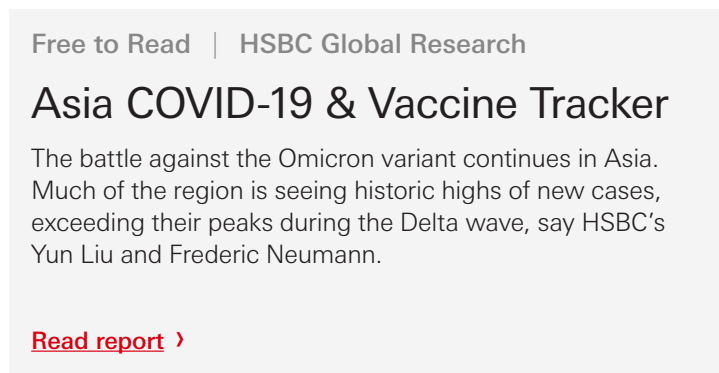 Free to Read | HSBC Global Research
Asia COVID-19 & Vaccine Tracker
The battle against the Omicron variant continues in Asia.
Much of the region is seeing historic highs of new cases,
exceeding their peaks during the Delta wave, say HSBC’s
Yun Liu and Frederic Neumann.
Read report ›